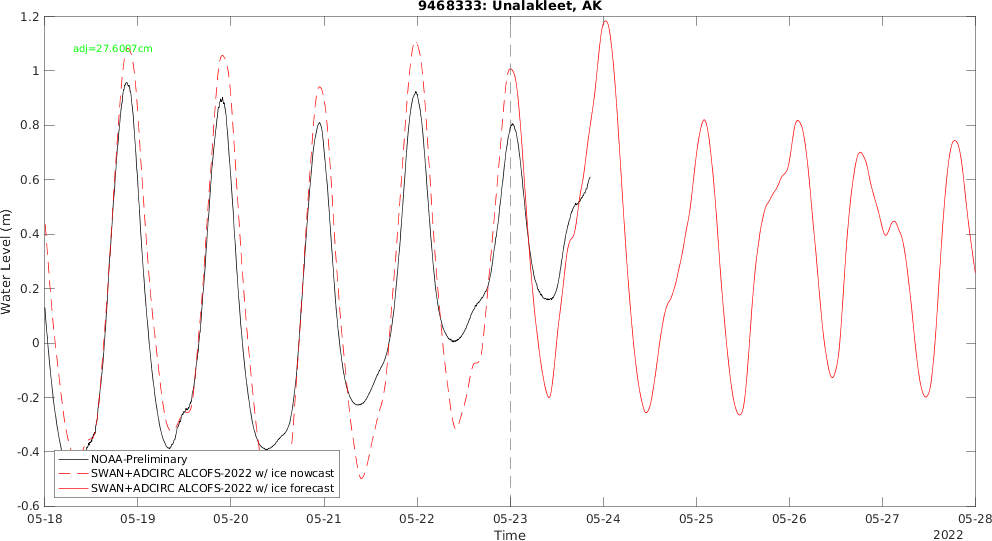 9468333: Unalakleet, AK
adj=27.6087cm
Water Level (m)
1.2
1
0.8
0.6
0.4
0.2
0
-0.2
-0.4
-0.6
NOAA-Preliminary
SWAN+ADCIRC ALCOFS-2022 w/ ice nowcast
SWAN+ADCIRC ALCOFS-2022 w/ ice forecast
05-18 05-19 05-20 05-21 05-22 05-23 05-24 05-25 05-26 05-27 05-28
Time
2022